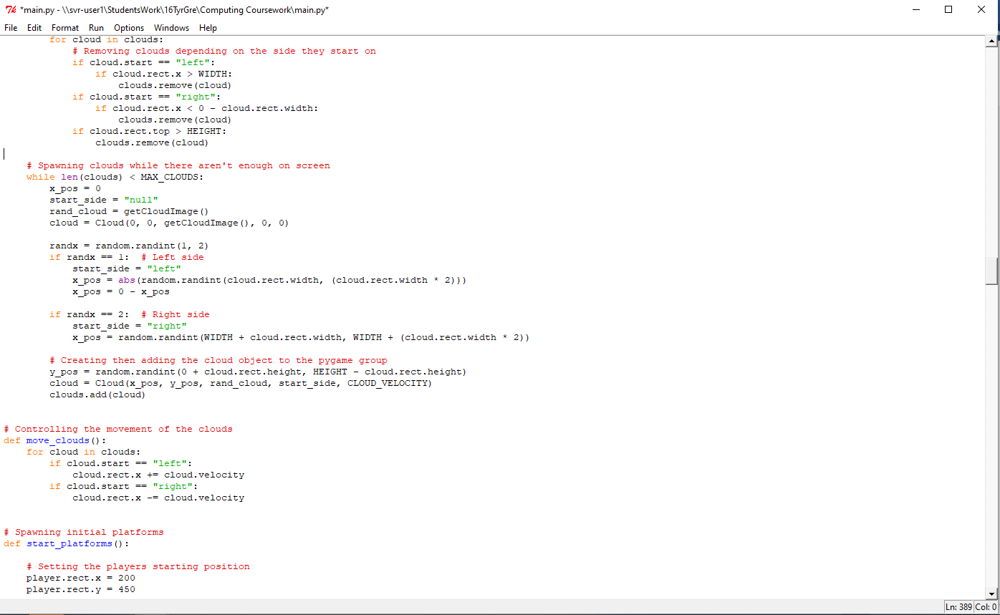 *main.py - \\svr-user1\StudentsWork\16TyrGre\Computing Coursework\main.py*
File Edit Format Run Options Windows Help
        for cloud in clouds:
            # Removing clouds depending on the side they start on
            if cloud.start == "left":
                if cloud.rect.x > WIDTH:
                    clouds.remove(cloud)
            if cloud.start == "right":
                if cloud.rect.x < 0 - cloud.rect.width:
                    clouds.remove(cloud)
            if cloud.rect.top > HEIGHT:
                clouds.remove(cloud)

    # Spawning clouds while there aren't enough on screen
    while len(clouds) < MAX_CLOUDS:
        x_pos = 0
        start_side = "null"
        rand_cloud = getCloudImage()
        cloud = Cloud(0, 0, getCloudImage(), 0, 0)

        randx = random.randint(1, 2)
        if randx == 1:  # Left side
            start_side = "left"
            x_pos = abs(random.randint(cloud.rect.width, (cloud.rect.width * 2)))
            x_pos = 0 - x_pos

        if randx == 2:  # Right side
            start_side = "right"
            x_pos = random.randint(WIDTH + cloud.rect.width, WIDTH + (cloud.rect.width * 2))

        # Creating then adding the cloud object to the pygame group
        y_pos = random.randint(0 + cloud.rect.height, HEIGHT - cloud.rect.height)
        cloud = Cloud(x_pos, y_pos, rand_cloud, start_side, CLOUD_VELOCITY)
        clouds.add(cloud)


# Controlling the movement of the clouds
def move_clouds():
    for cloud in clouds:
        if cloud.start == "left":
            cloud.rect.x += cloud.velocity
        if cloud.start == "right":
            cloud.rect.x -= cloud.velocity


# Spawning initial platforms
def start_platforms():

    # Setting the players starting position
    player.rect.x = 200
    player.rect.y = 450
Ln: 389 Col: 0